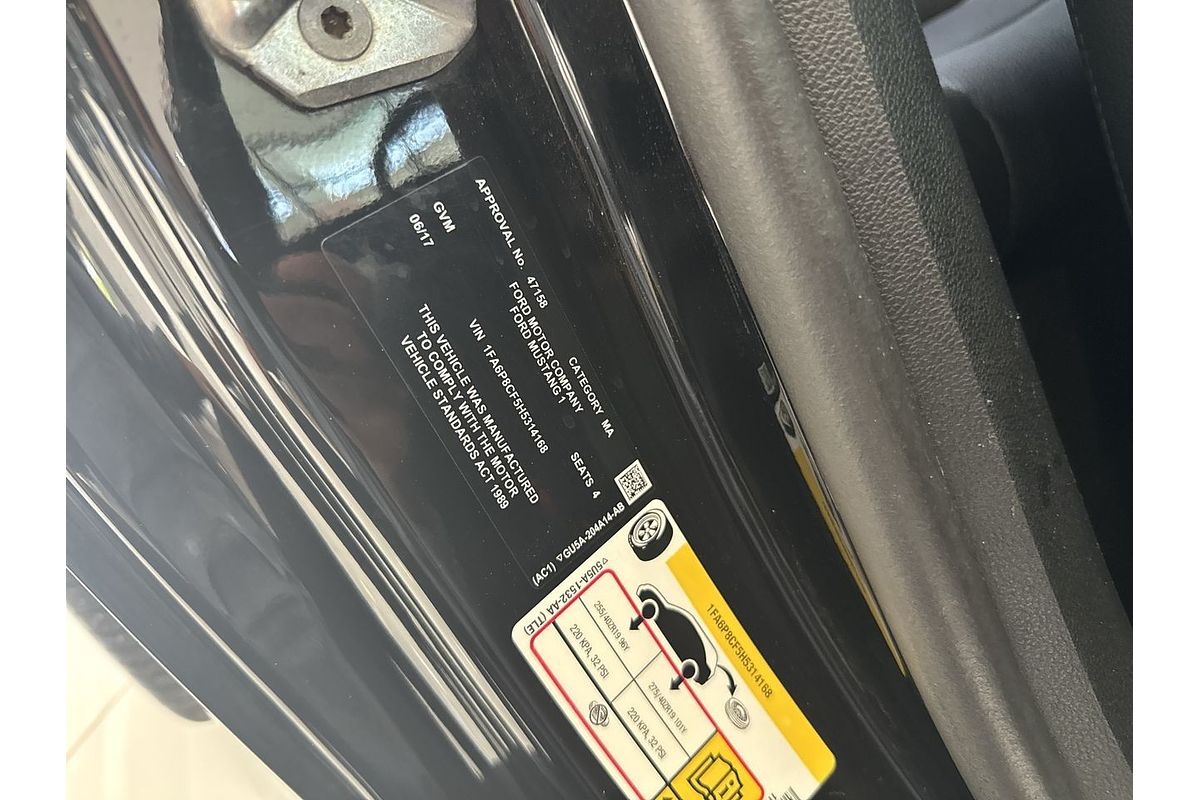 APPROVAL No. 47158 CATEGORY MA
FORD MOTOR COMPANY
FORD MUSTANG 1
GVM
06/17
VIN 1FA6P8CF5H5314168 SEATS 4
THIS VEHICLE WAS MANUFACTURED
TO COMPLY WITH THE MOTOR
VEHICLE STANDARDS ACT 1989
(AC1) GU5A-204A14-AB
5U5A-1532-AA (TLE)
1FA6P8CF5H5314168
255/40ZR19 96Y
275/40ZR19 101Y
220 KPA, 32 PSI
220 KPA, 32 PSI